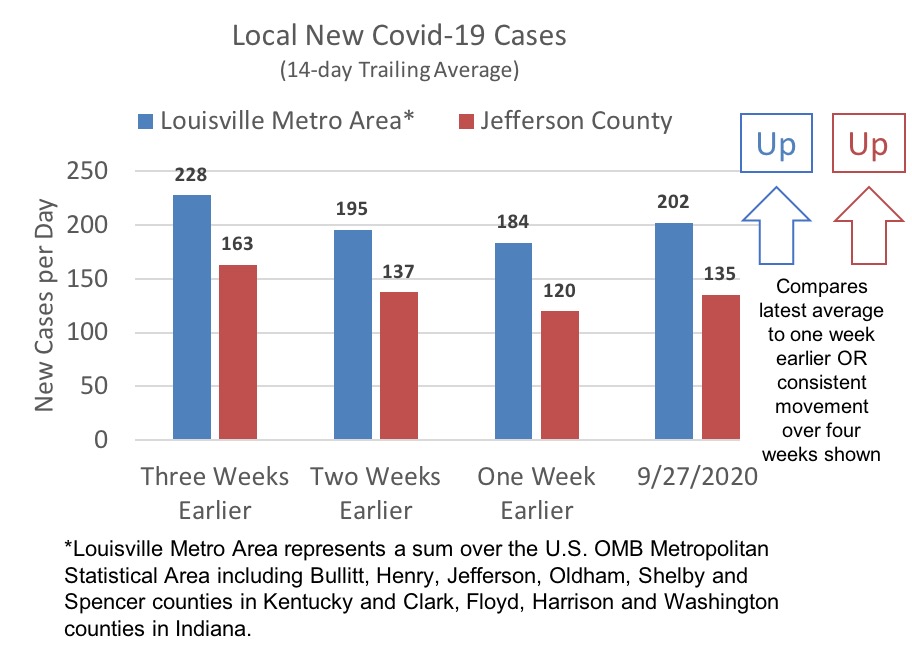 Local New Covid-19 Cases
(14-day Trailing Average)
Louisville Metro Area* Jefferson County
Up Up
New Cases per Day
250
200
150
100
50
0
228
163
195
137
184
120
202
135
Three Weeks
Earlier
Two Weeks
Earlier
One Week
Earlier
9/27/2020
Compares
latest average
to one week
earlier OR
consistent
movement
over four
weeks shown
*Louisville Metro Area represents a sum over the U.S. OMB Metropolitan
Statistical Area including Bullitt, Henry, Jefferson, Oldham, Shelby and
Spencer counties in Kentucky and Clark, Floyd, Harrison and Washington
counties in Indiana.